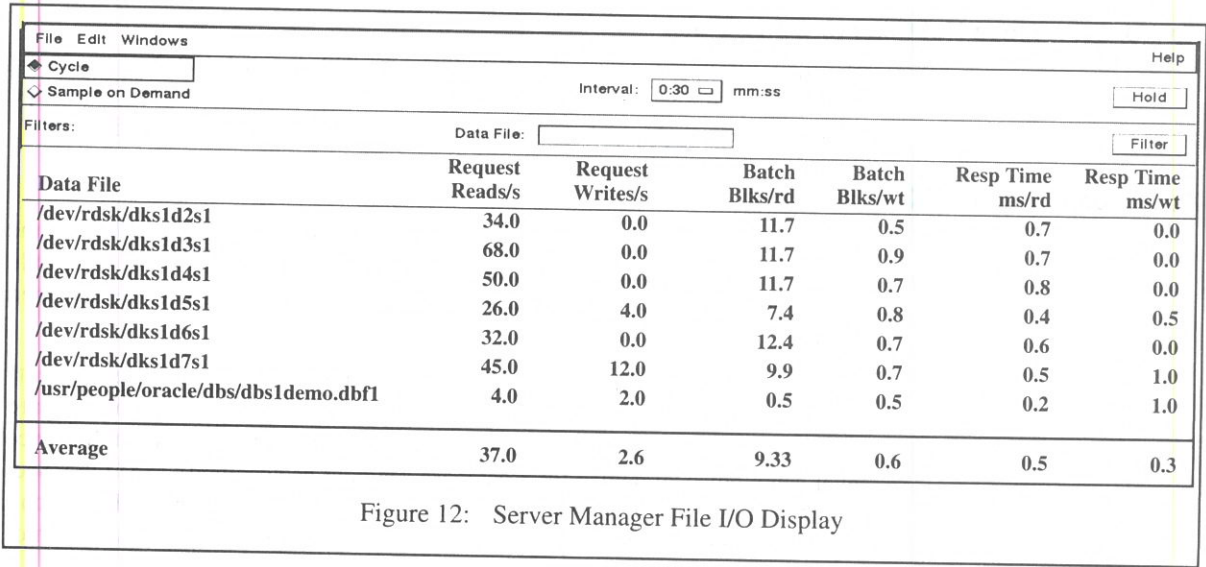 File Edit Windows
Help
Cycle
Sample on Demand
Interval: 0:30 mm:ss
Hold
Filters:
Data File:
Filter
Data File Request Reads/s Request Writes/s Batch Blks/rd Batch Blks/wt Resp Time ms/rd Resp Time ms/wt
/dev/rdsk/dks1d2s1 34.0 0.0 11.7 0.5 0.7 0.0
/dev/rdsk/dks1d3s1 68.0 0.0 11.7 0.9 0.7 0.0
/dev/rdsk/dks1d4s1 50.0 0.0 11.7 0.7 0.8 0.0
/dev/rdsk/dks1d5s1 26.0 4.0 7.4 0.8 0.4 0.5
/dev/rdsk/dks1d6s1 32.0 0.0 12.4 0.7 0.6 0.0
/dev/rdsk/dks1d7s1 45.0 12.0 9.9 0.7 0.5 1.0
/usr/people/oracle/dbs/dbs1demo.dbf1 4.0 2.0 0.5 0.5 0.2 1.0
Average 37.0 2.6 9.33 0.6 0.5 0.3
Figure 12: Server Manager File I/O Display